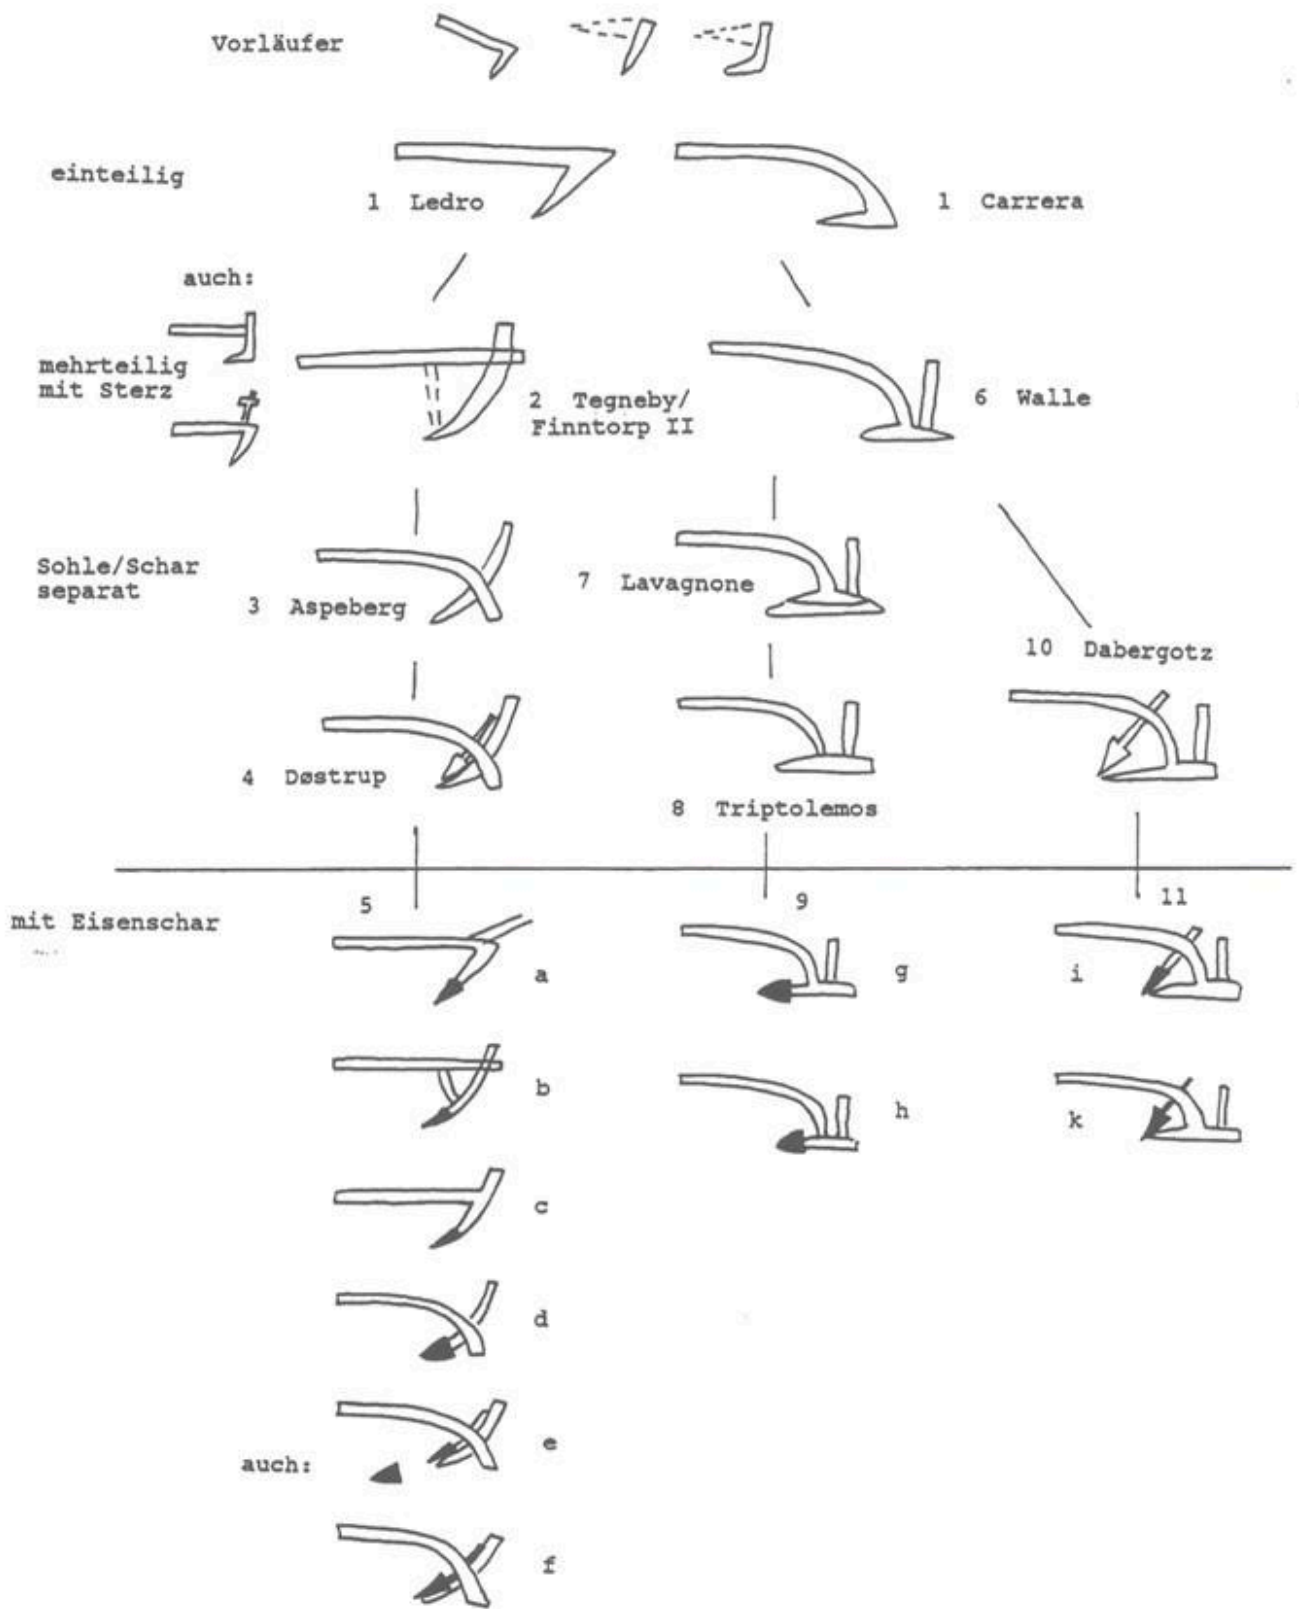 Vorläufer
einteilig
1 Ledro
1 Carrera
auch:
mehrteilig
mit Sterz
2 Tegneby/
Finntorp II
6 Walle
Sohle/Schar
separat
3 Aspeberg
7 Lavagnone
10 Dabergotz
4 Døstrup
8 Triptolemos
mit Eisenschar
5
9
11
a
g
i
b
h
k
c
d
e
auch:
f